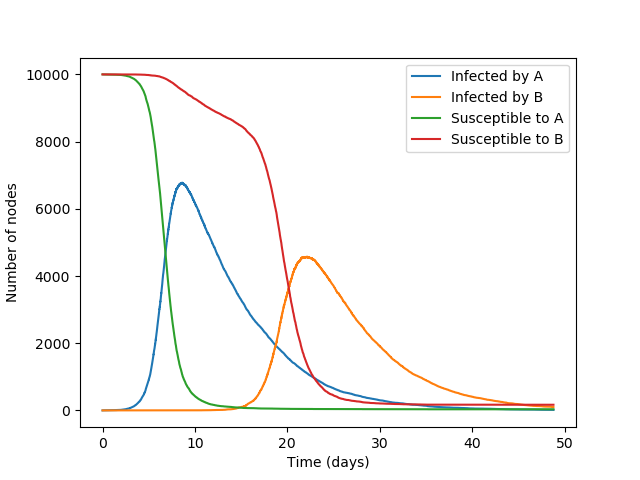 Infected by A
Infected by B
Susceptible to A
Susceptible to B
10000
8000
6000
4000
2000
0
Number of nodes
0 10 20 30 40 50
Time (days)